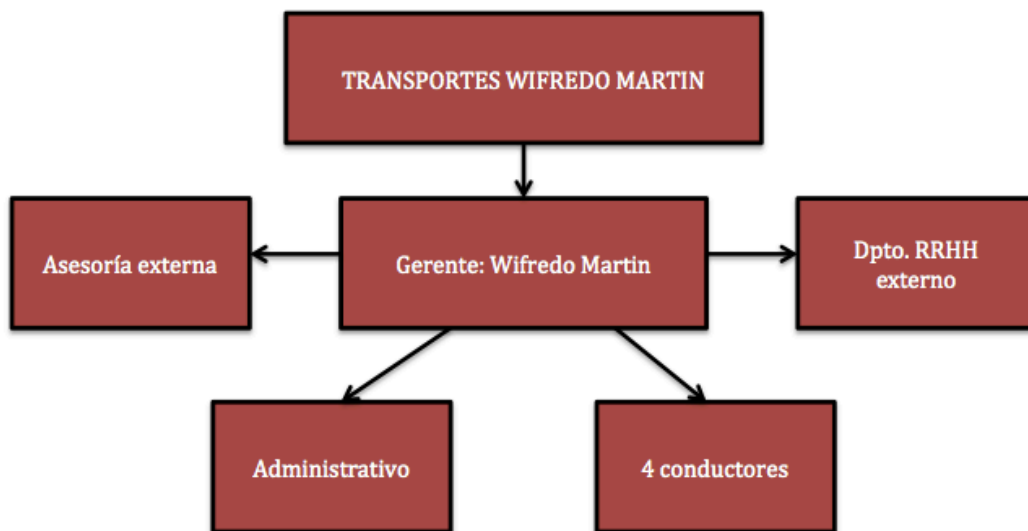 TRANSPORTES WIFREDO MARTIN
Asesoría externa
Gerente: Wifredo Martin
Dpto. RRHH
externo
Administrativo
4 conductores